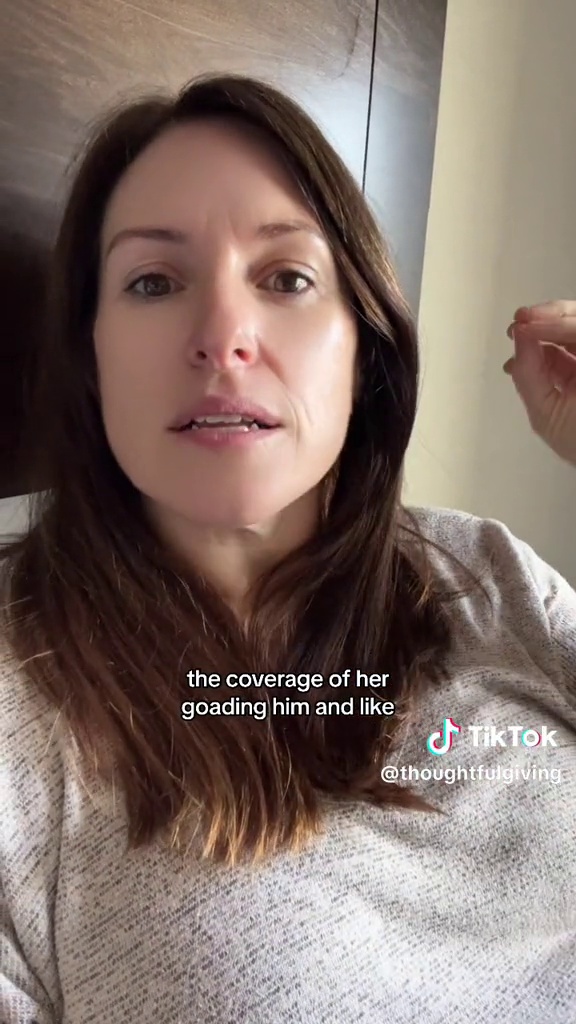 the coverage of her
goading him and like
TikTok
@thoughtfulgiving